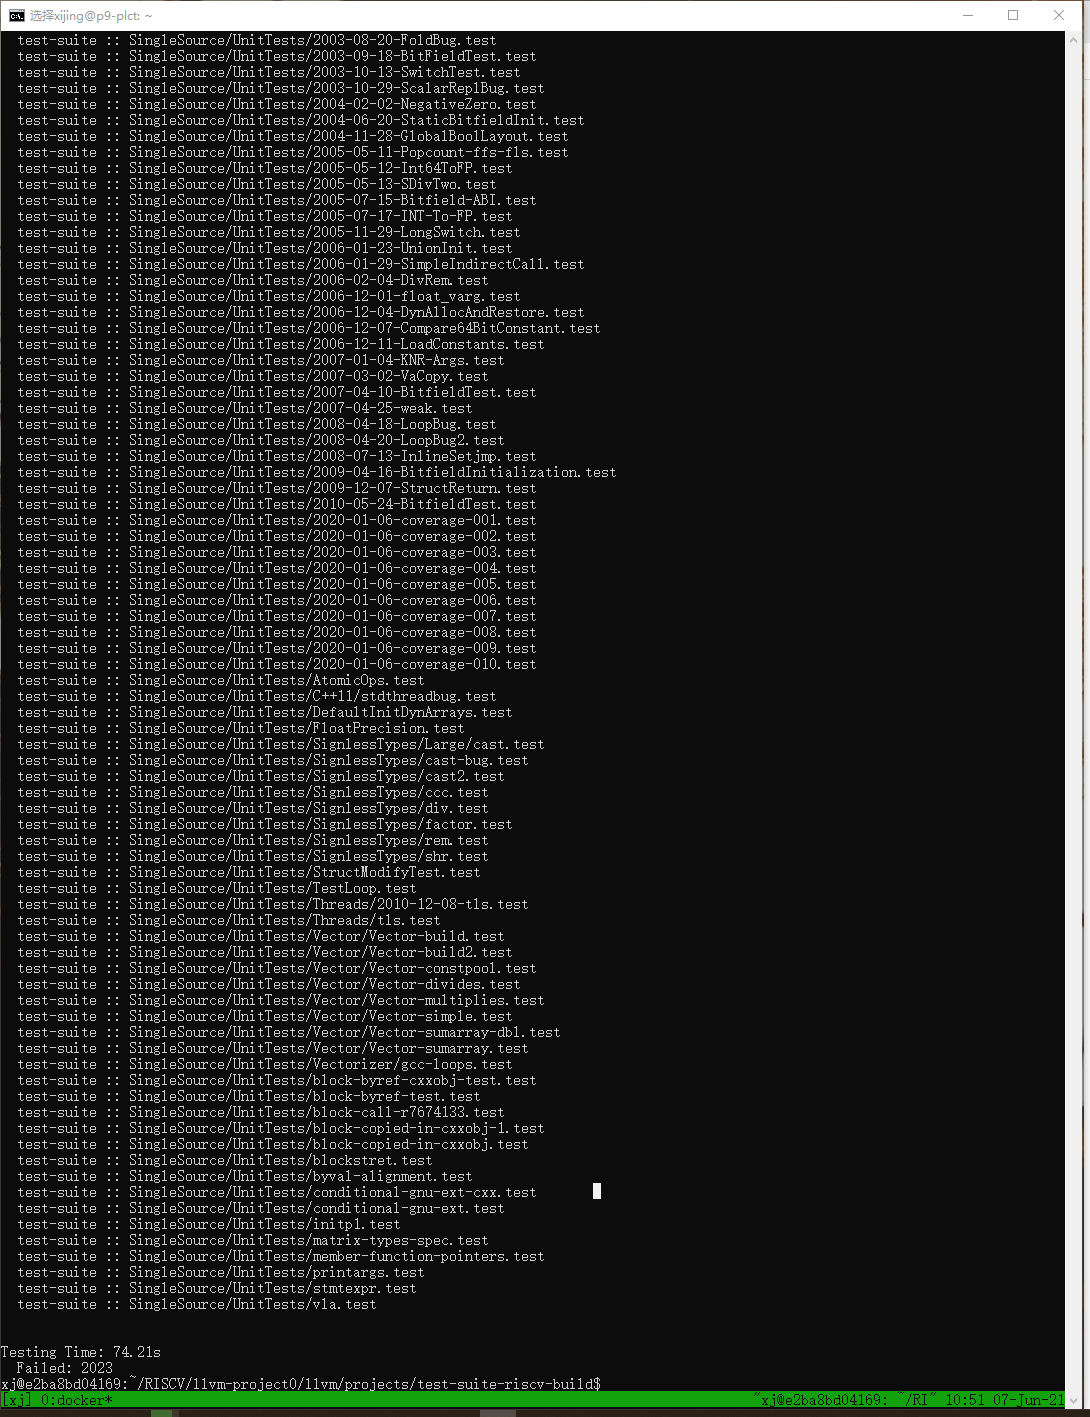 选择xijing@p9-plct: ~
test-suite :: SingleSource/UnitTests/2003-08-20-FoldBug.test
test-suite :: SingleSource/UnitTests/2003-09-18-BitFieldTest.test
test-suite :: SingleSource/UnitTests/2003-10-13-SwitchTest.test
test-suite :: SingleSource/UnitTests/2003-10-29-ScalarReplBug.test
test-suite :: SingleSource/UnitTests/2004-02-02-NegativeZero.test
test-suite :: SingleSource/UnitTests/2004-06-20-StaticBitfieldInit.test
test-suite :: SingleSource/UnitTests/2004-11-28-GlobalBoolLayout.test
test-suite :: SingleSource/UnitTests/2005-05-11-Popcount-ffs-fls.test
test-suite :: SingleSource/UnitTests/2005-05-12-Int64ToFP.test
test-suite :: SingleSource/UnitTests/2005-05-13-SDivTwo.test
test-suite :: SingleSource/UnitTests/2005-07-15-Bitfield-ABI.test
test-suite :: SingleSource/UnitTests/2005-07-17-INT-To-FP.test
test-suite :: SingleSource/UnitTests/2005-11-29-LongSwitch.test
test-suite :: SingleSource/UnitTests/2006-01-23-UnionInit.test
test-suite :: SingleSource/UnitTests/2006-01-29-SimpleIndirectCall.test
test-suite :: SingleSource/UnitTests/2006-02-04-DivRem.test
test-suite :: SingleSource/UnitTests/2006-12-01-float_varg.test
test-suite :: SingleSource/UnitTests/2006-12-04-DynAllocAndRestore.test
test-suite :: SingleSource/UnitTests/2006-12-07-Compare64BitConstant.test
test-suite :: SingleSource/UnitTests/2006-12-11-LoadConstants.test
test-suite :: SingleSource/UnitTests/2007-01-04-KNR-Args.test
test-suite :: SingleSource/UnitTests/2007-03-02-VaCopy.test
test-suite :: SingleSource/UnitTests/2007-04-10-BitfieldTest.test
test-suite :: SingleSource/UnitTests/2007-04-25-weak.test
test-suite :: SingleSource/UnitTests/2008-04-18-LoopBug.test
test-suite :: SingleSource/UnitTests/2008-04-20-LoopBug2.test
test-suite :: SingleSource/UnitTests/2008-07-13-InlineSetjmp.test
test-suite :: SingleSource/UnitTests/2009-04-16-BitfieldInitialization.test
test-suite :: SingleSource/UnitTests/2009-12-07-StructReturn.test
test-suite :: SingleSource/UnitTests/2010-05-24-BitfieldTest.test
test-suite :: SingleSource/UnitTests/2020-01-06-coverage-001.test
test-suite :: SingleSource/UnitTests/2020-01-06-coverage-002.test
test-suite :: SingleSource/UnitTests/2020-01-06-coverage-003.test
test-suite :: SingleSource/UnitTests/2020-01-06-coverage-004.test
test-suite :: SingleSource/UnitTests/2020-01-06-coverage-005.test
test-suite :: SingleSource/UnitTests/2020-01-06-coverage-006.test
test-suite :: SingleSource/UnitTests/2020-01-06-coverage-007.test
test-suite :: SingleSource/UnitTests/2020-01-06-coverage-008.test
test-suite :: SingleSource/UnitTests/2020-01-06-coverage-009.test
test-suite :: SingleSource/UnitTests/2020-01-06-coverage-010.test
test-suite :: SingleSource/UnitTests/AtomicOps.test
test-suite :: SingleSource/UnitTests/C++11/stdthreadbug.test
test-suite :: SingleSource/UnitTests/DefaultInitDynArrays.test
test-suite :: SingleSource/UnitTests/FloatPrecision.test
test-suite :: SingleSource/UnitTests/SignlessTypes/Large/cast.test
test-suite :: SingleSource/UnitTests/SignlessTypes/cast-bug.test
test-suite :: SingleSource/UnitTests/SignlessTypes/cast2.test
test-suite :: SingleSource/UnitTests/SignlessTypes/ccc.test
test-suite :: SingleSource/UnitTests/SignlessTypes/div.test
test-suite :: SingleSource/UnitTests/SignlessTypes/factor.test
test-suite :: SingleSource/UnitTests/SignlessTypes/rem.test
test-suite :: SingleSource/UnitTests/SignlessTypes/shr.test
test-suite :: SingleSource/UnitTests/StructModifyTest.test
test-suite :: SingleSource/UnitTests/TestLoop.test
test-suite :: SingleSource/UnitTests/Threads/2010-12-08-tls.test
test-suite :: SingleSource/UnitTests/Threads/tls.test
test-suite :: SingleSource/UnitTests/Vector/Vector-build.test
test-suite :: SingleSource/UnitTests/Vector/Vector-build2.test
test-suite :: SingleSource/UnitTests/Vector/Vector-constpool.test
test-suite :: SingleSource/UnitTests/Vector/Vector-divides.test
test-suite :: SingleSource/UnitTests/Vector/Vector-multiplies.test
test-suite :: SingleSource/UnitTests/Vector/Vector-simple.test
test-suite :: SingleSource/UnitTests/Vector/Vector-sumarray-dbl.test
test-suite :: SingleSource/UnitTests/Vector/Vector-sumarray.test
test-suite :: SingleSource/UnitTests/Vectorizer/gcc-loops.test
test-suite :: SingleSource/UnitTests/block-byref-cxxobj-test.test
test-suite :: SingleSource/UnitTests/block-byref-test.test
test-suite :: SingleSource/UnitTests/block-call-r7674133.test
test-suite :: SingleSource/UnitTests/block-copied-in-cxxobj-1.test
test-suite :: SingleSource/UnitTests/block-copied-in-cxxobj.test
test-suite :: SingleSource/UnitTests/blockstret.test
test-suite :: SingleSource/UnitTests/byval-alignment.test
test-suite :: SingleSource/UnitTests/conditional-gnu-ext-cxx.test
test-suite :: SingleSource/UnitTests/conditional-gnu-ext.test
test-suite :: SingleSource/UnitTests/initp1.test
test-suite :: SingleSource/UnitTests/matrix-types-spec.test
test-suite :: SingleSource/UnitTests/member-function-pointers.test
test-suite :: SingleSource/UnitTests/printargs.test
test-suite :: SingleSource/UnitTests/stmtexpr.test
test-suite :: SingleSource/UnitTests/vla.test
Testing Time: 74.21s
Failed: 2023
xj@e2ba8bd04169:~/RISCV/llvm-project0/llvm/projects/test-suite-riscv-build$
[xj] 0:docker* "xj@e2ba8bd04169: ~/RI" 10:51 07-Jun-21